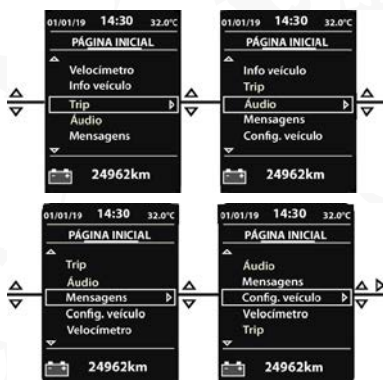 01/01/19 14:30 32.0°C
PÁGINA INICIAL
Velocímetro
Info veículo
Trip
Áudio
Mensagens
24962km
01/01/19 14:30 32.0°C
PÁGINA INICIAL
Info veículo
Trip
Áudio
Mensagens
Config. veículo
24962km
01/01/19 14:30 32.0°C
PÁGINA INICIAL
Trip
Áudio
Mensagens
Config. veículo
Velocímetro
24962km
01/01/19 14:30 32.0°C
PÁGINA INICIAL
Áudio
Mensagens
Config. veículo
Velocímetro
Trip
24962km